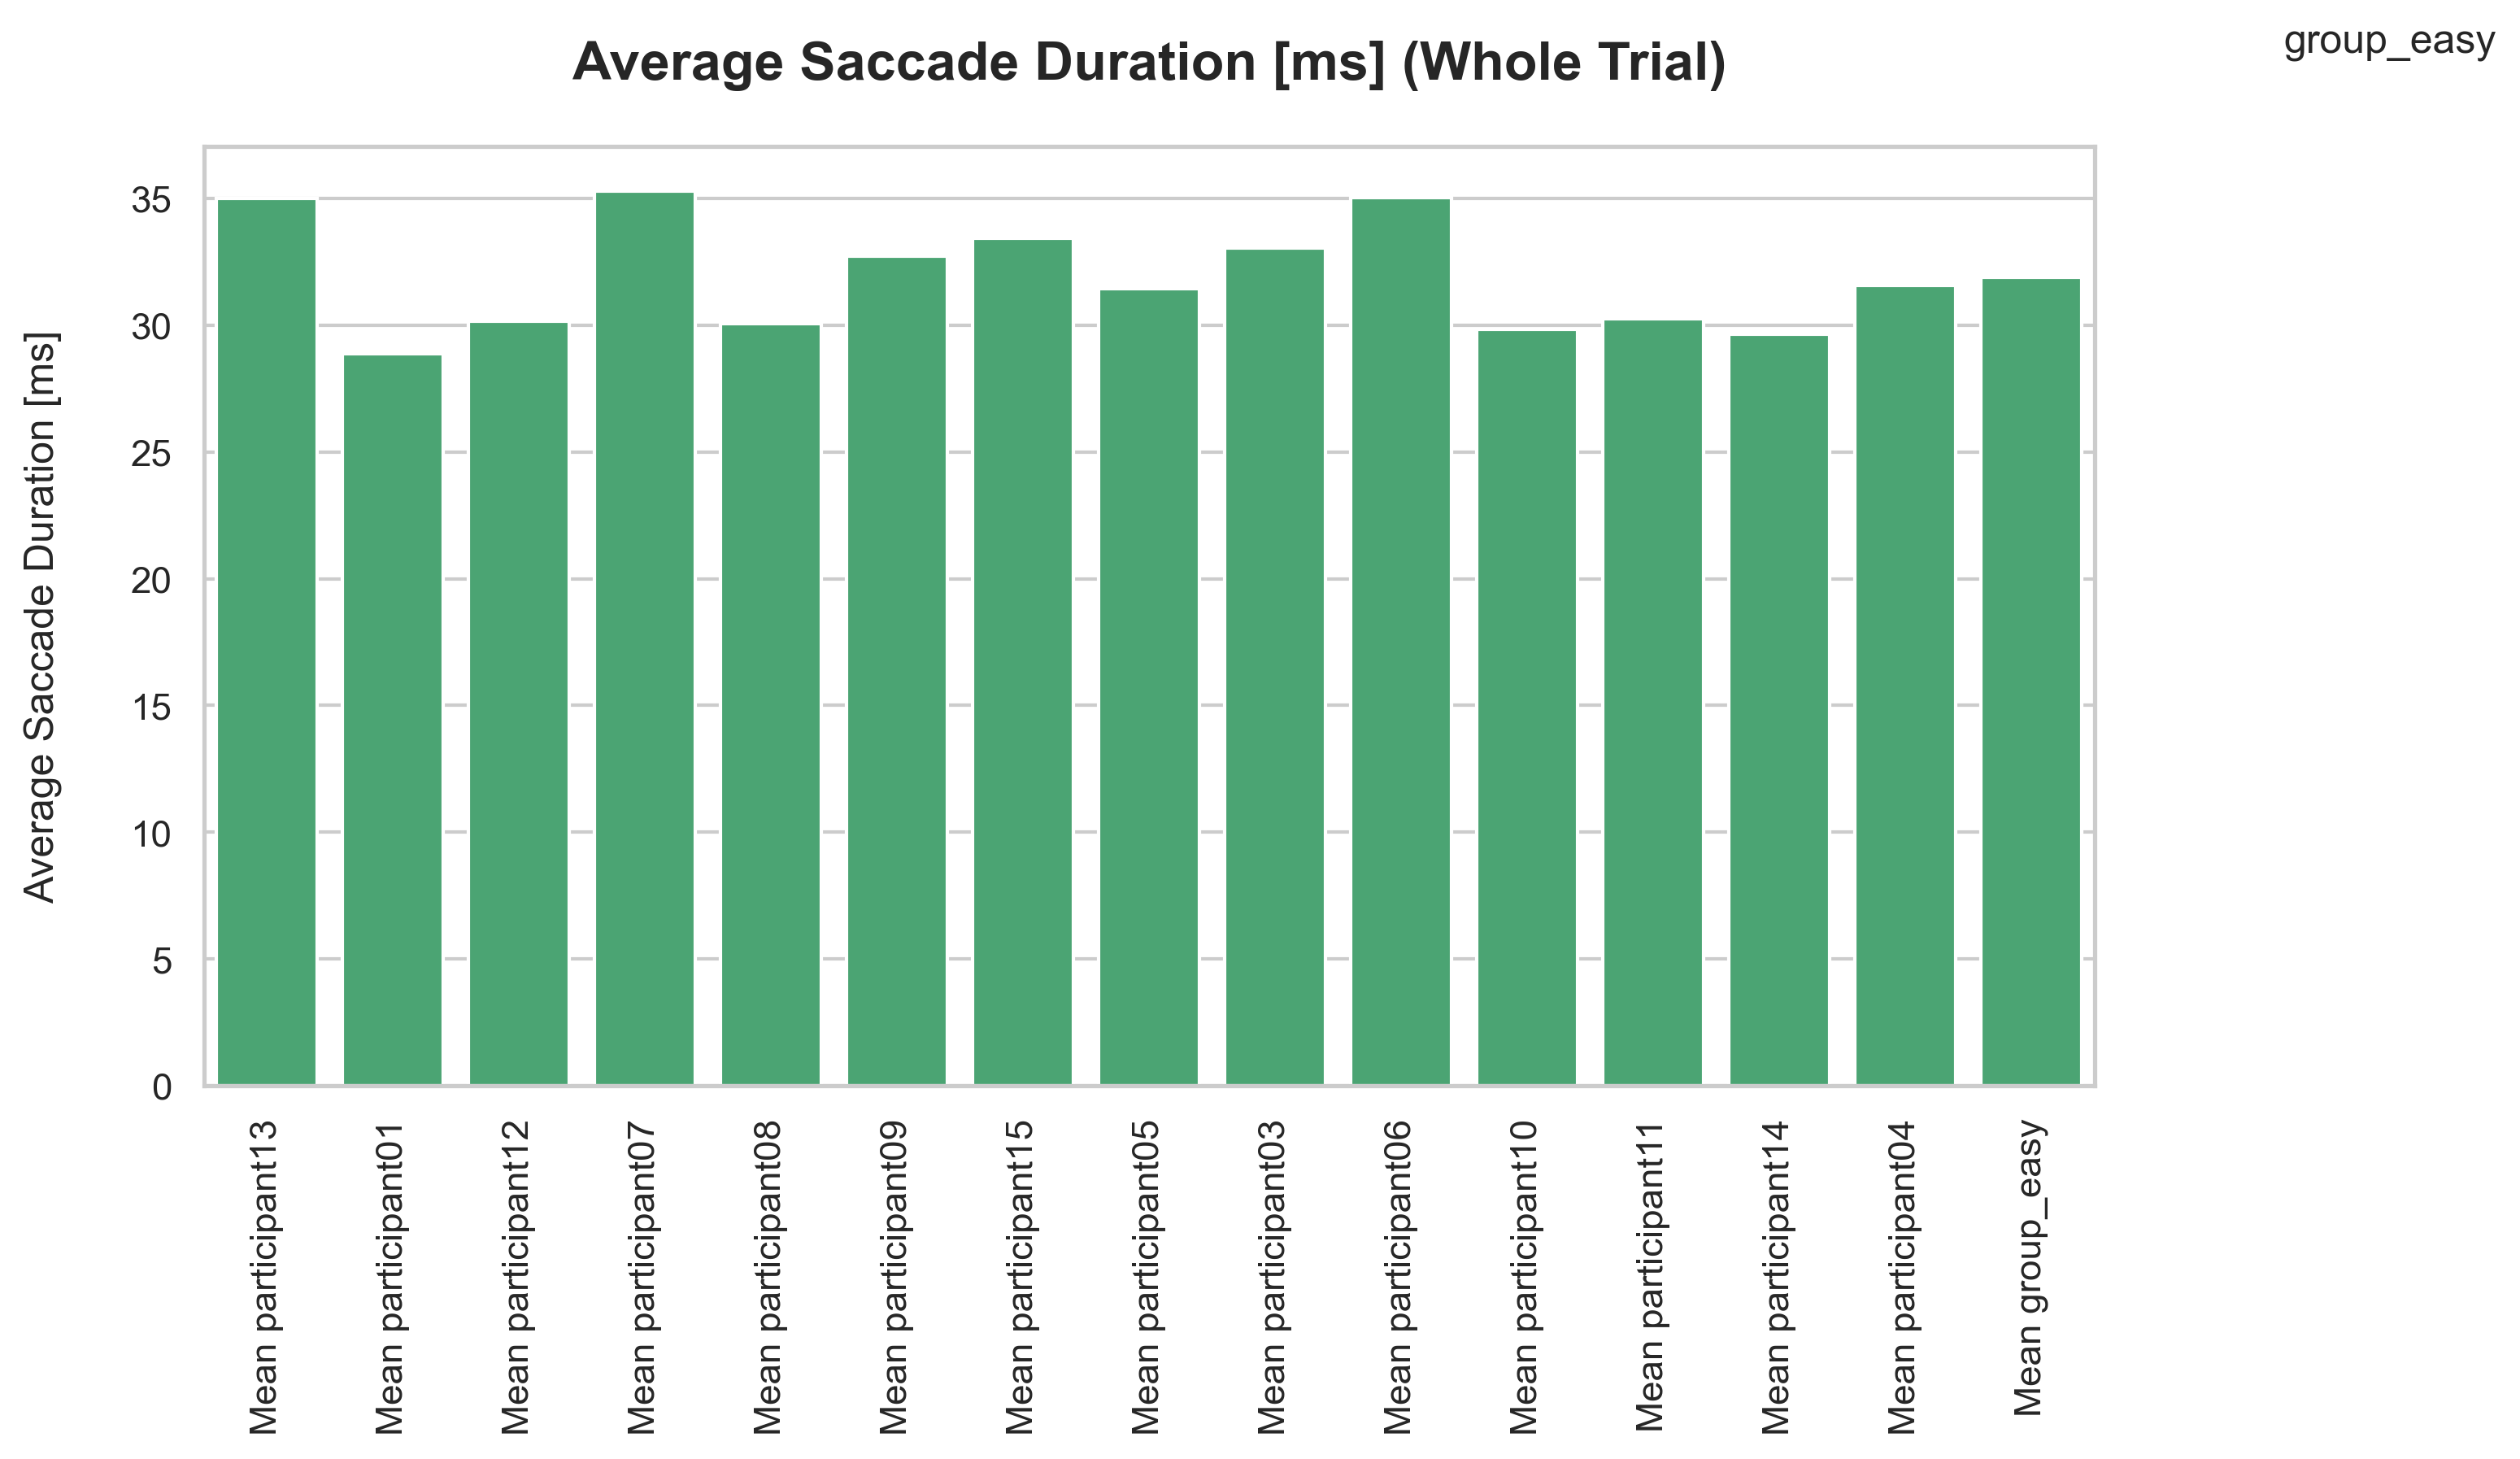 Average Saccade Duration [ms] (Whole Trial)
group_easy
Average Saccade Duration [ms]
35
30
25
20
15
10
5
0
Mean participant13
Mean participant01
Mean participant12
Mean participant07
Mean participant08
Mean participant09
Mean participant15
Mean participant05
Mean participant03
Mean participant06
Mean participant10
Mean participant11
Mean participant14
Mean participant04
Mean group_easy